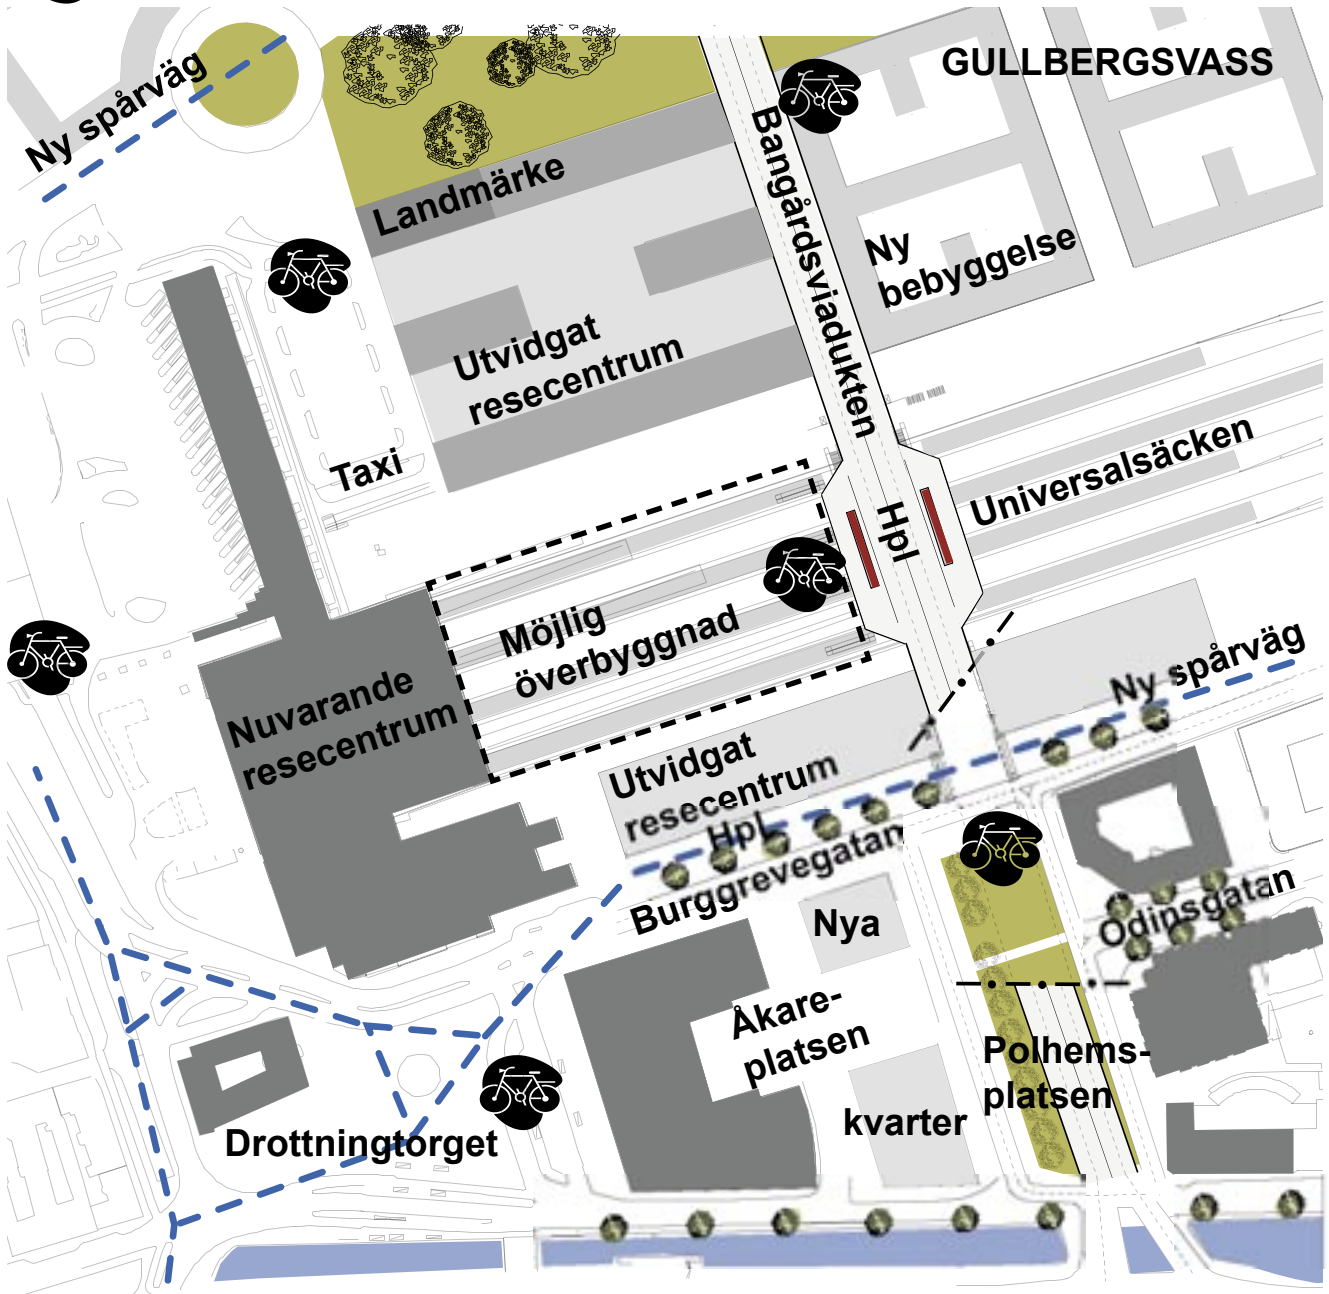 GULLBERGSVASS
Ny spårväg
Bangårdsviadukten
Landmärke
Ny
bebyggelse
Utvidgat
resecentrum
Taxi
Universalsäcken
Hpl
Möjlig
överbyggnad
Nuvarande
resecentrum
Ny spårväg
Utvidgat
resecentrum
Hpl
Burggrevegatan
Nya
Odinsgatan
Åkare-
platsen
Polhems-
platsen
kvarter
Drottningtorget